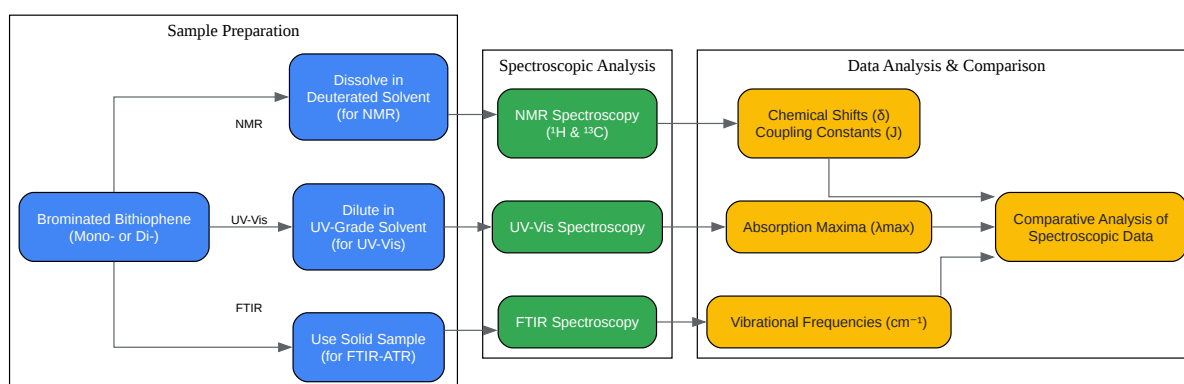 Sample Preparation
Brominated Bithiophene
(Mono- or Di-)
NMR
UV-Vis
FTIR
Dissolve in
Deuterated Solvent
(for NMR)
Dilute in
UV-Grade Solvent
(for UV-Vis)
Use Solid Sample
(for FTIR-ATR)
Spectroscopic Analysis
NMR Spectroscopy
(¹H & ¹³C)
UV-Vis Spectroscopy
FTIR Spectroscopy
Data Analysis & Comparison
Chemical Shifts (δ)
Coupling Constants (J)
Absorption Maxima (λmax)
Vibrational Frequencies (cm⁻¹)
Comparative Analysis of
Spectroscopic Data